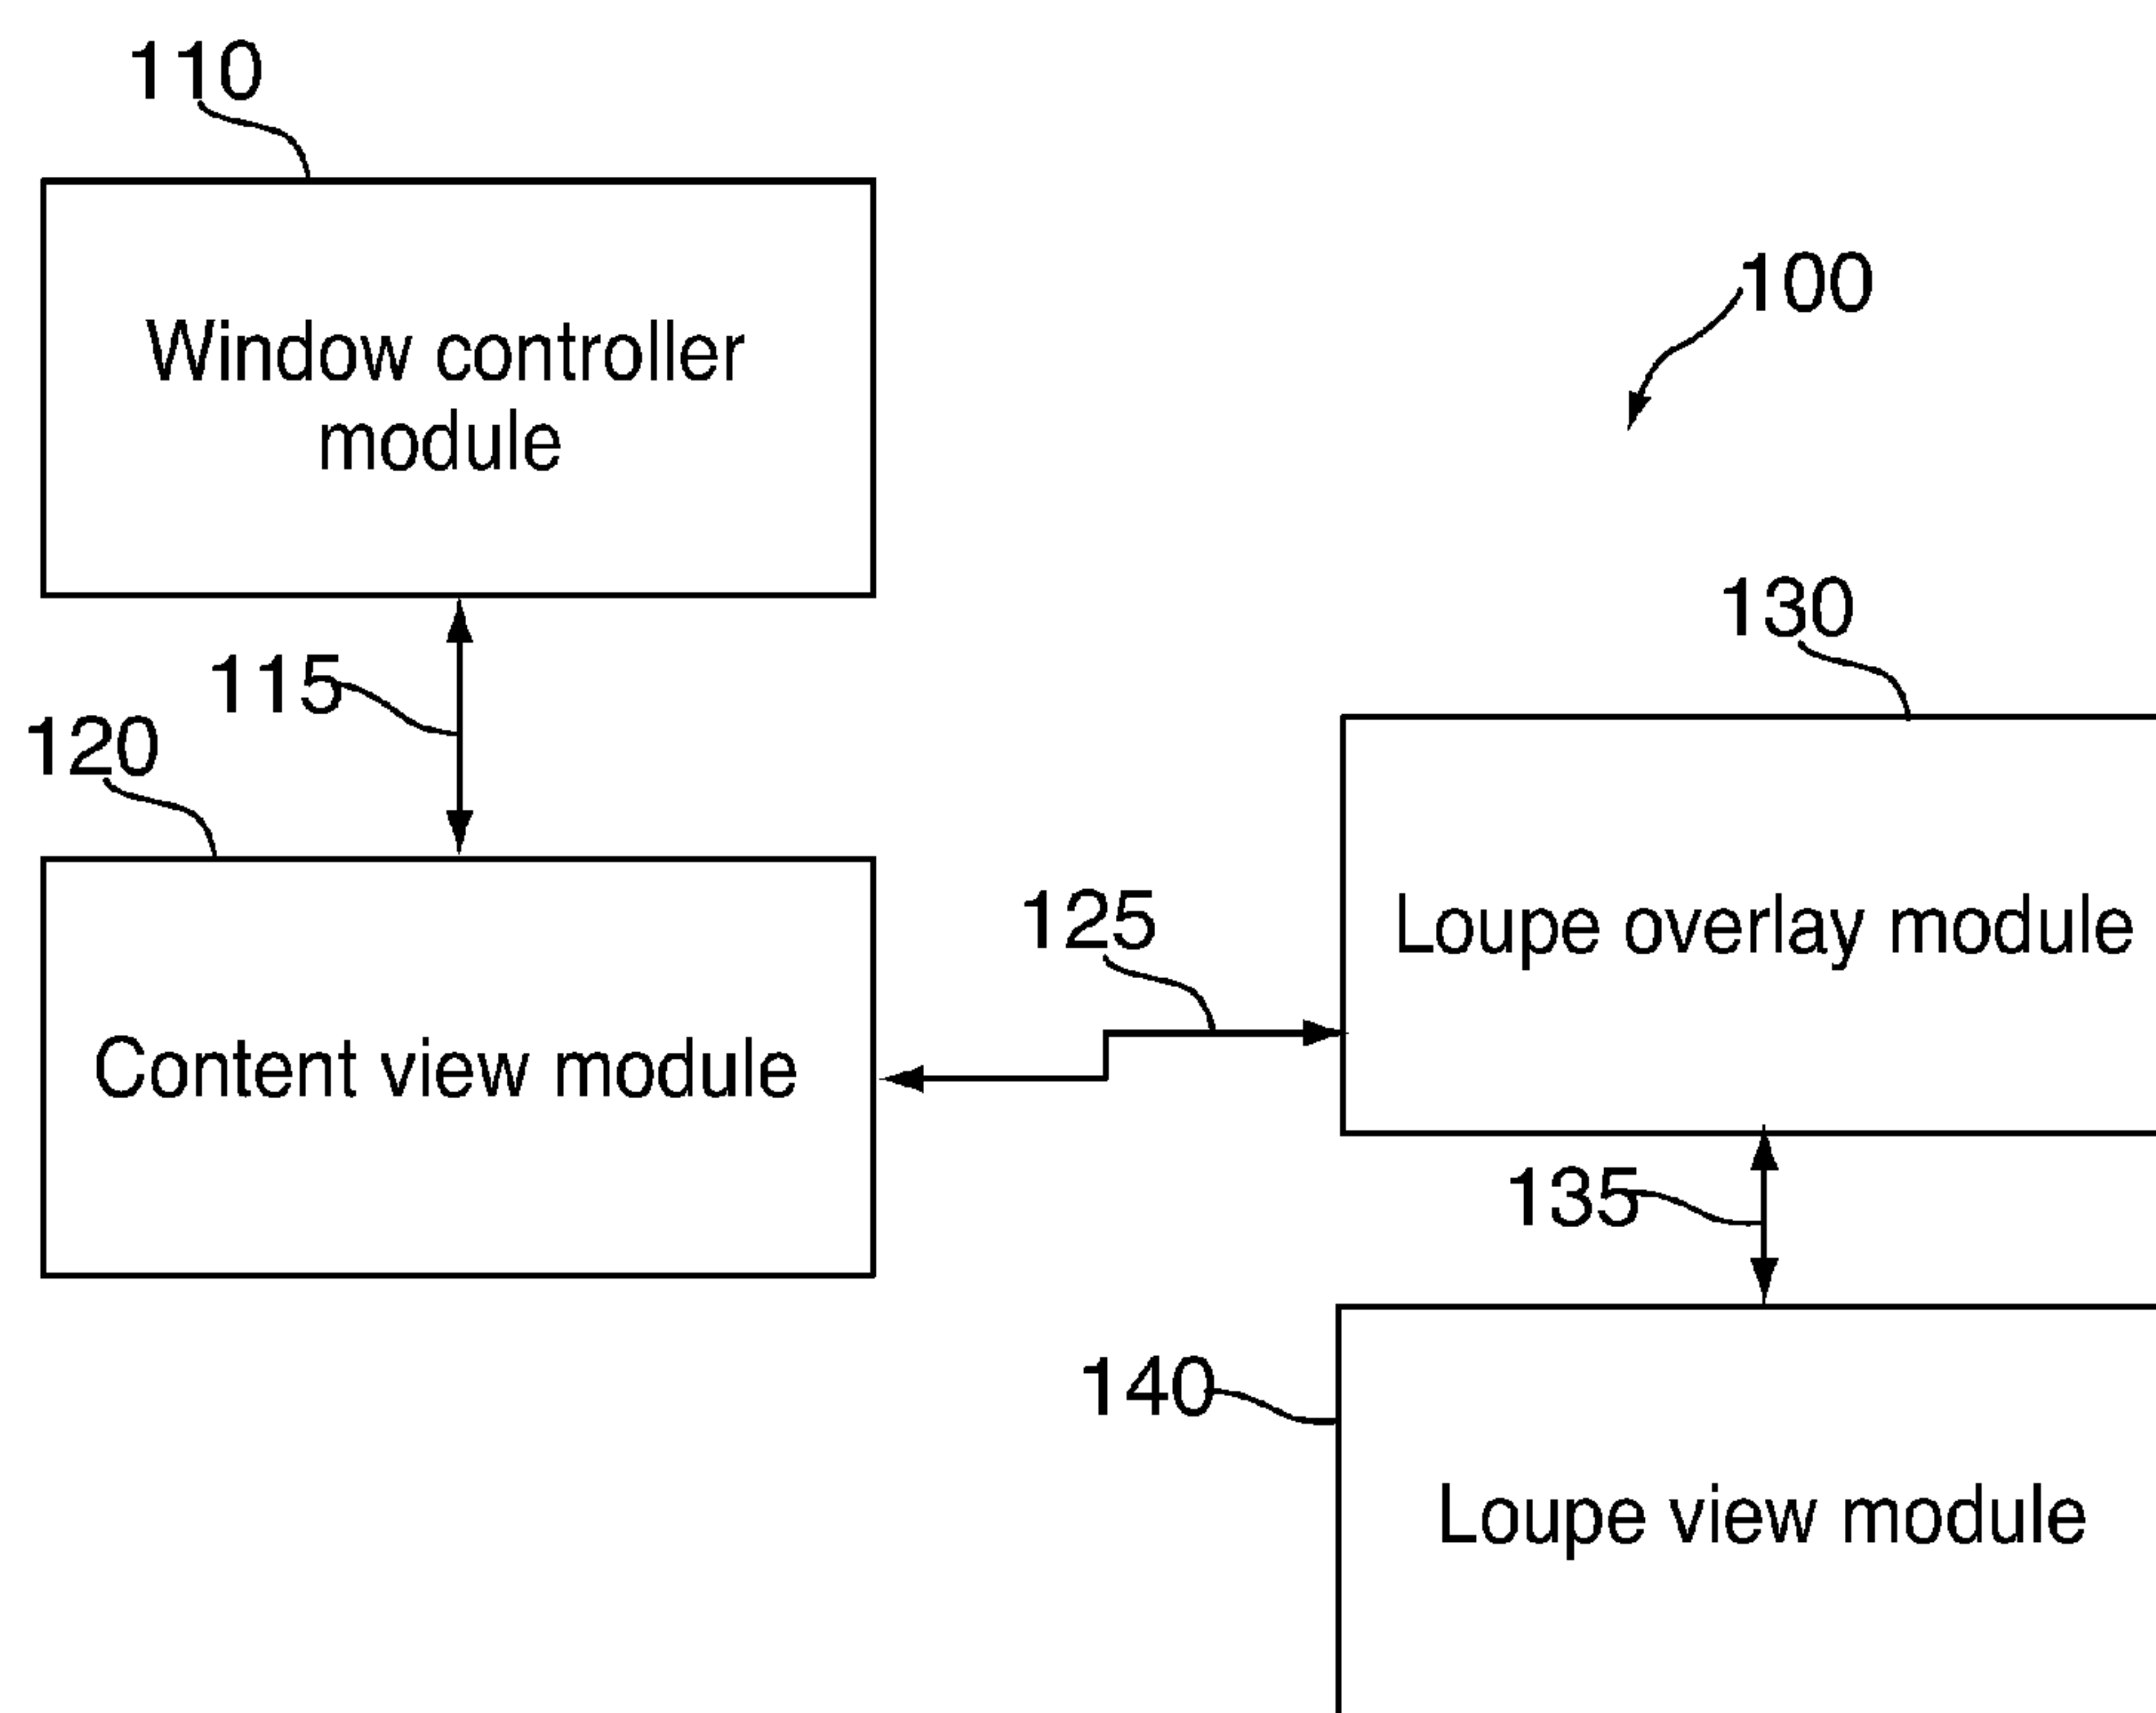 110
Window controller
module
100
115
120
130
125
Content view module
Loupe overlay module
135
140
Loupe view module